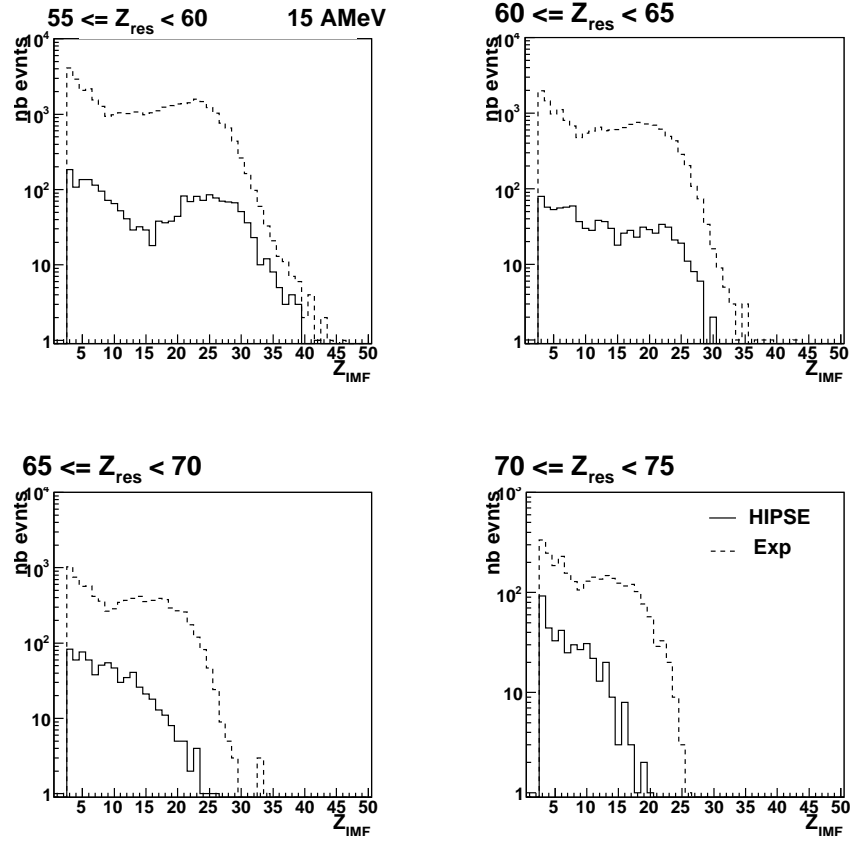 55 <= Z_res < 60 15 AMeV
nb evnts
10^4
10^3
10^2
10
1
5 10 15 20 25 30 35 40 45 50
Z_IMF
60 <= Z_res < 65
nb evnts
10^4
10^3
10^2
10
1
5 10 15 20 25 30 35 40 45 50
Z_IMF
65 <= Z_res < 70
nb evnts
10^4
10^3
10^2
10
1
5 10 15 20 25 30 35 40 45 50
Z_IMF
70 <= Z_res < 75
nb evnts
10^3
10^2
10
1
HIPSE
Exp
5 10 15 20 25 30 35 40 45 50
Z_IMF